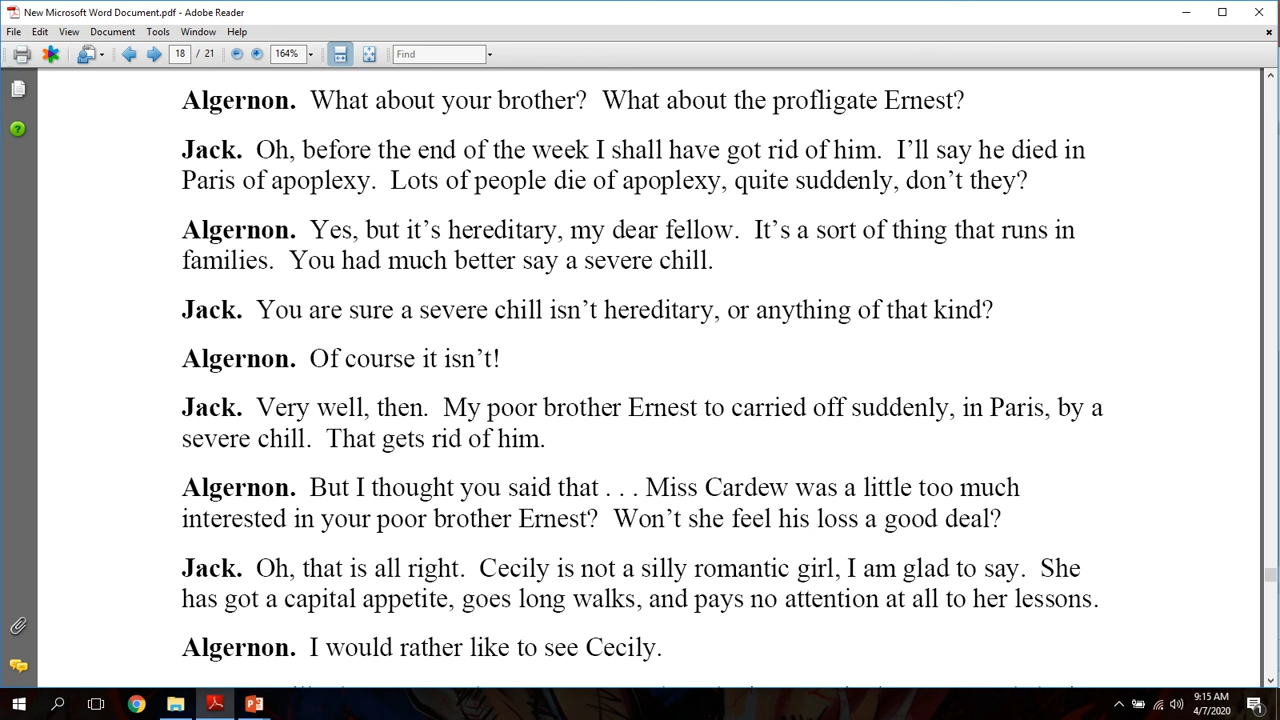 New Microsoft Word Document.pdf - Adobe Reader
File Edit View Document Tools Window Help
18 / 21 164% Find
Algernon. What about your brother? What about the profligate Ernest?
Jack. Oh, before the end of the week I shall have got rid of him. I’ll say he died in
Paris of apoplexy. Lots of people die of apoplexy, quite suddenly, don’t they?
Algernon. Yes, but it’s hereditary, my dear fellow. It’s a sort of thing that runs in
families. You had much better say a severe chill.
Jack. You are sure a severe chill isn’t hereditary, or anything of that kind?
Algernon. Of course it isn’t!
Jack. Very well, then. My poor brother Ernest to carried off suddenly, in Paris, by a
severe chill. That gets rid of him.
Algernon. But I thought you said that . . . Miss Cardew was a little too much
interested in your poor brother Ernest? Won’t she feel his loss a good deal?
Jack. Oh, that is all right. Cecily is not a silly romantic girl, I am glad to say. She
has got a capital appetite, goes long walks, and pays no attention at all to her lessons.
Algernon. I would rather like to see Cecily.
9:15 AM
4/7/2020